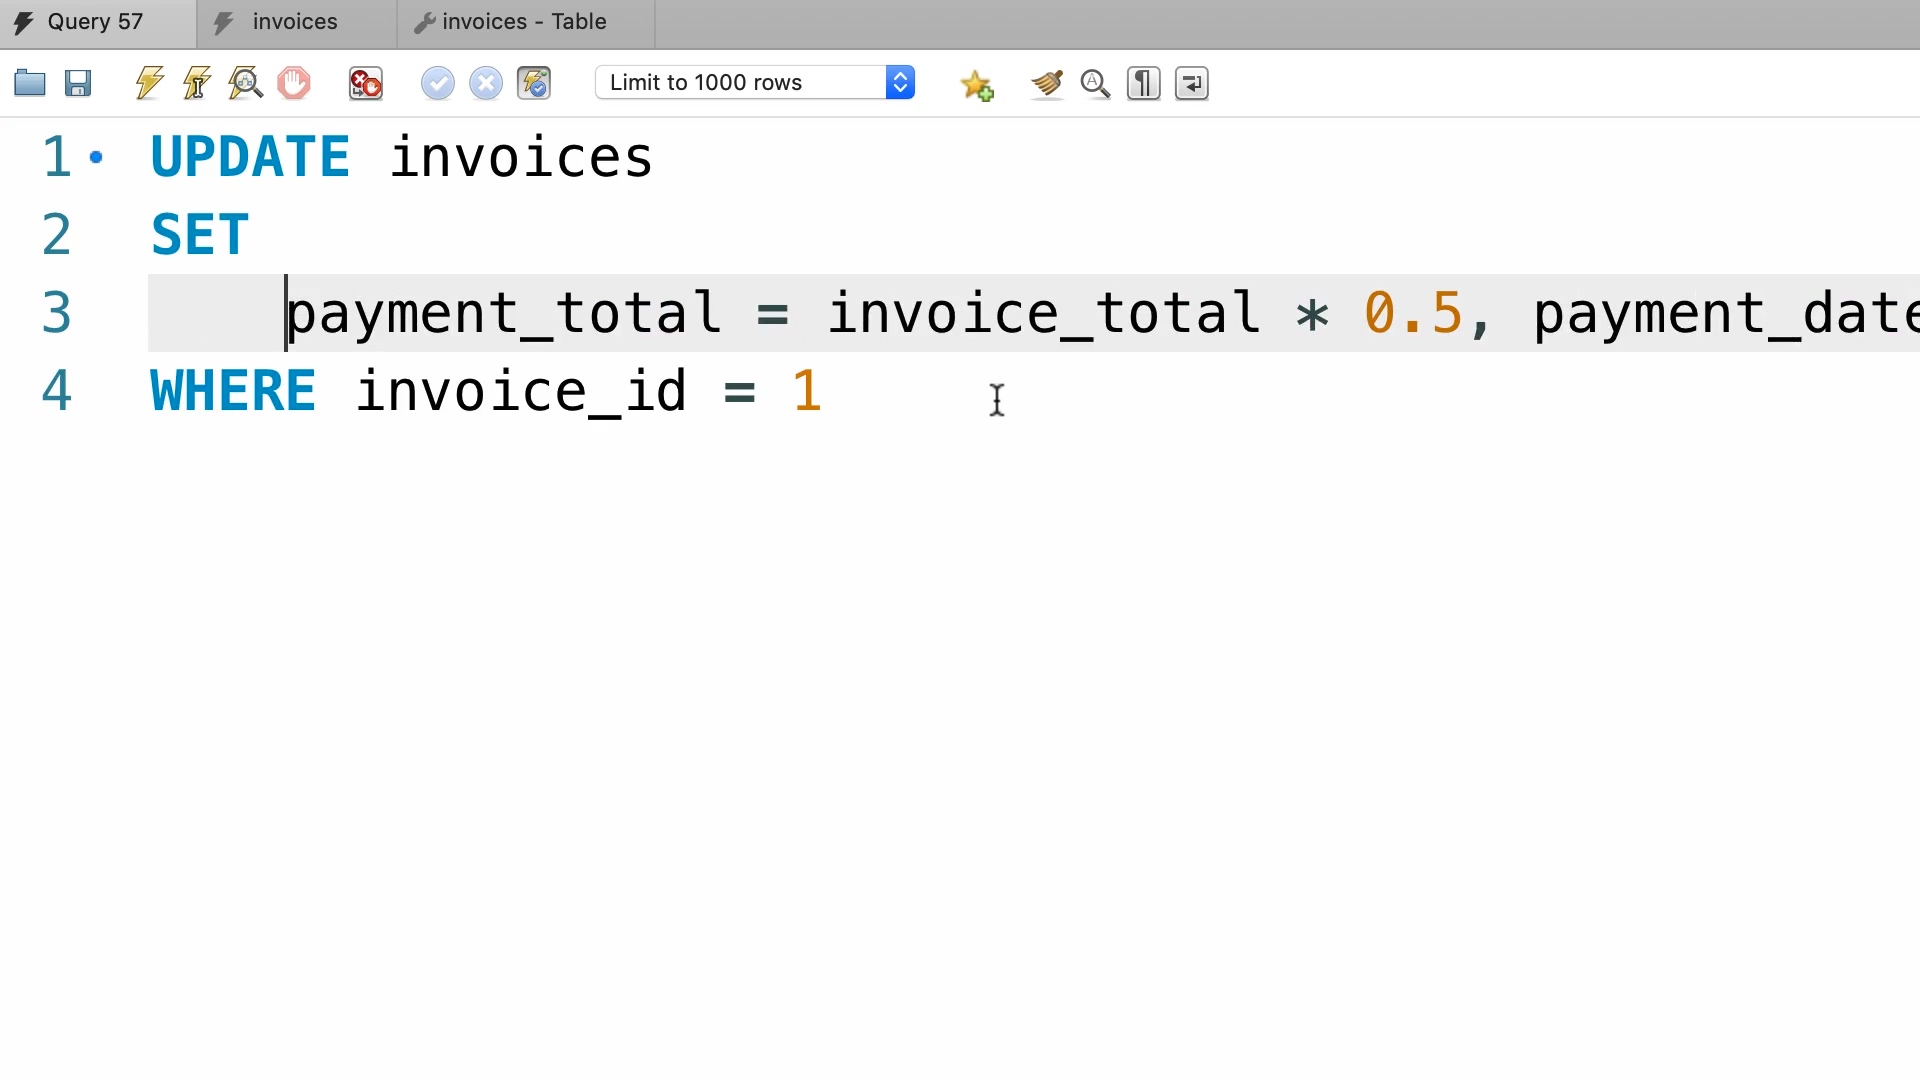 Query 57 invoices invoices - Table
Limit to 1000 rows
1 UPDATE invoices
2 SET
3 payment_total = invoice_total * 0.5, payment_date
4 WHERE invoice_id = 1